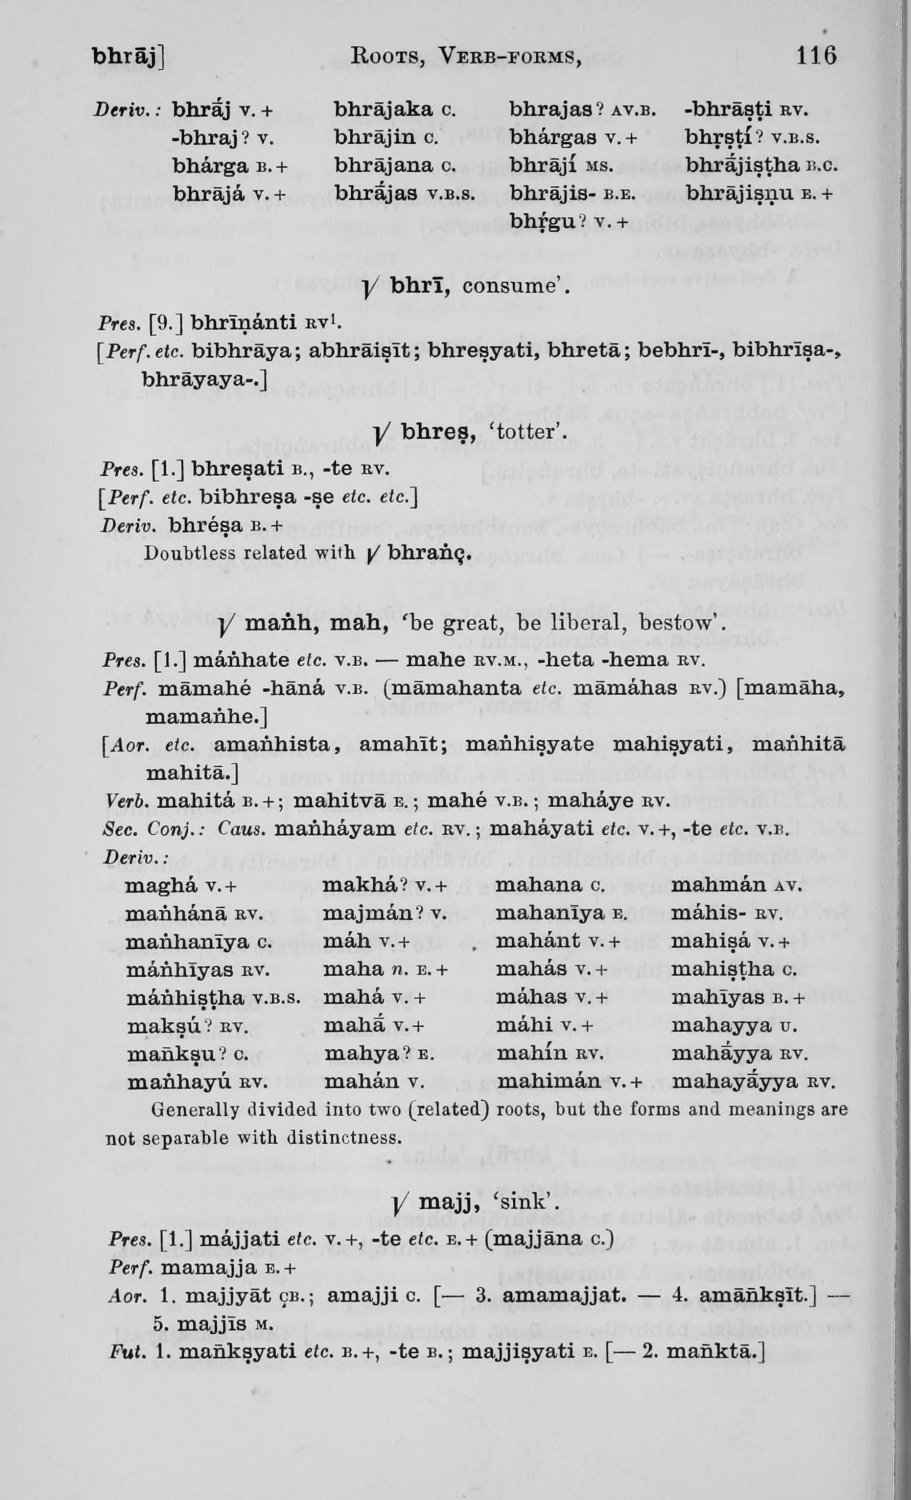 bhrāj]	Roots, Verb-forms,	116
Deriv.: bhrā́j v.+	bhrājaka c.	bhrajas? AV.B.	-bhrāṣṭi RV.
-bhraj? v.	bhrājin c.	bhárgas v.+	bhṛṣṭí? V.B.S.
bhárga B.+	bhrājana c.	bhrājí MS.	bhrā́jiṣṭha B.C.
bhrājá v.+	bhrā́jas V.B.S.	bhrājis- B.E.	bhrājiṣṇu E.+
bhṛ́gu? v.+
√ bhrī, consume’.
Pres. [9.] bhrīṇánti RV¹.
[Perf. etc. bibhrāya; abhrāiṣīt; bhreṣyati, bhretā; bebhrī-, bibhrīṣa-,
bhrāyaya-.]
√ bhreṣ, ‘totter’.
Pres. [1.] bhreṣati B., -te RV.
[Perf. etc. bibhreṣa -ṣe etc. etc.]
Deriv. bhréṣa B.+
Doubtless related with √ bhraṅç.
√ maṅh, mah, ‘be great, be liberal, bestow’.
Pres. [1.] máṅhate etc. V.B. — mahe RV.M., -heta -hema RV.
Perf. māmahé -hāná V.B. (māmahanta etc. māmáhas RV.) [mamāha,
mamaṅhe.]
[Aor. etc. amaṅhista, amahīt; maṅhiṣyate mahiṣyati, maṅhitā
mahitā.]
Verb. mahitá B.+; mahitvā E.; mahé V.B.; maháye RV.
Sec. Conj.: Caus. maṅháyam etc. RV.; maháyati etc. v.+, -te etc. V.B.
Deriv.:
maghá v.+	makhá? v.+	mahana c.	mahmán AV.
maṅhánā RV.	majmán? v.	mahanīya E.	máhis- RV.
maṅhanīya c.	máh v.+	mahánt v.+	mahiṣá v.+
máṅhīyas RV.	maha n. E.+	mahás v.+	mahiṣṭha c.
máṅhiṣṭha V.B.S.	mahá v.+	máhas v.+	mahīyas B.+
makṣú? RV.	mahā́ v.+	máhi v.+	mahayya U.
mañkṣu? c.	mahya? E.	mahín RV.	mahā́yya RV.
maṅhayú RV.	mahán v.	mahimán v.+	mahayā́yya RV.
Generally divided into two (related) roots, but the forms and meanings are
not separable with distinctness.
√ majj, ‘sink’.
Pres. [1.] májjati etc. v.+, -te etc. E.+ (majjāna c.)
Perf. mamajja E.+
Aor. 1. majjyāt ÇB.; amajji c. [— 3. amamajjat. — 4. amāñkṣīt.] —
5. majjīs M.
Fut. 1. mañkṣyati etc. B.+, -te B.; majjiṣyati E. [— 2. mañktā.]